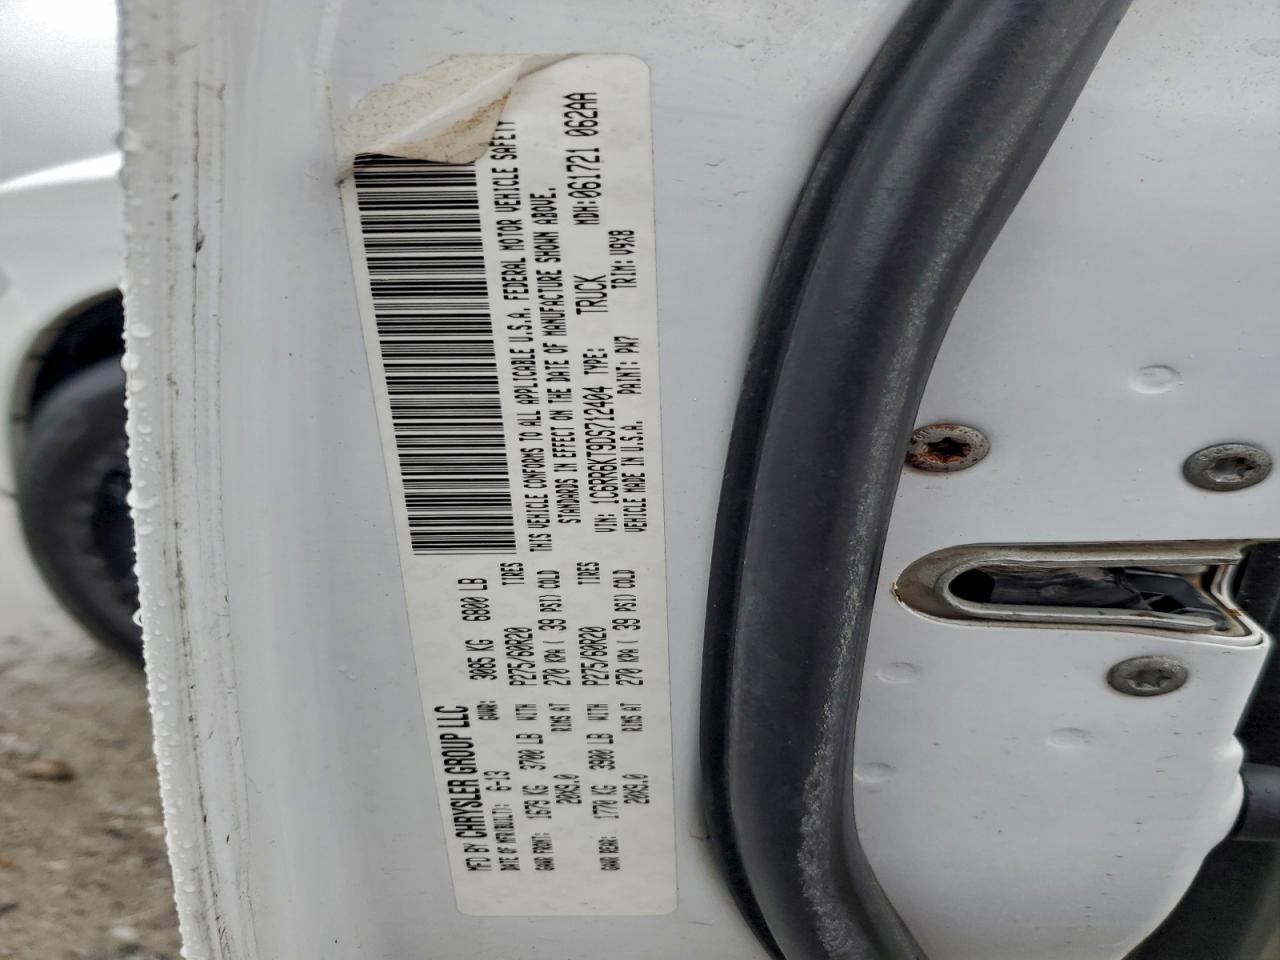 MFD BY CHRYSLER GROUP LLC
DATE OF MFR(BUILT): 6-13 GVWR: 3085 KG 6800 LB
GAWR FRONT: 1679 KG 3700 LB WITH P275/60R20 TIRES
20X9.0 RIMS AT 270 KPA( 39 PSI) COLD
GAWR REAR: 1770 KG 3900 LB WITH P275/60R20 TIRES
20X9.0 RIMS AT 270 KPA( 39 PSI) COLD
THIS VEHICLE CONFORMS TO ALL APPLICABLE U.S.A. FEDERAL MOTOR VEHICLE SAFETY
STANDARDS IN EFFECT ON THE DATE OF MANUFACTURE SHOWN ABOVE.
VIN: 1C6RR6KT9DS712404 TYPE: TRUCK MDH:061721 062AA
VEHICLE MADE IN U.S.A. PAINT: PW7 TRIM: V9X8